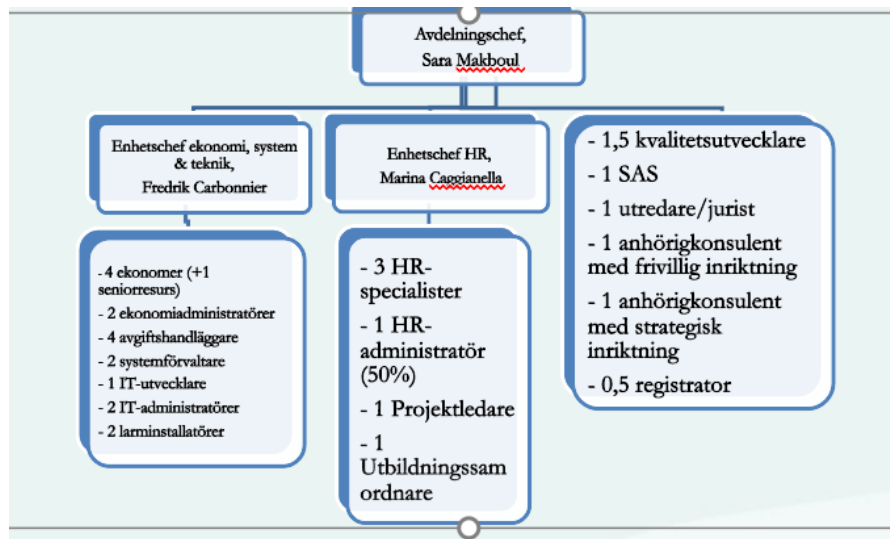 Avdelningschef,
Sara Makboul
Enhetschef ekonomi, system
& teknik,
Fredrik Carbonnier
Enhetschef HR,
Marina Caggianella
- 1,5 kvalitetsutvecklare
- 1 SAS
- 1 utredare/jurist
- 1 anhörigkonsulent
med frivillig inriktning
- 1 anhörigkonsulent
med strategisk
inriktning
- 0,5 registrator
- 4 ekonomer (+1
seniorresurs)
- 2 ekonomiadministratörer
- 4 avgiftshandläggare
- 2 systemförvaltare
- 1 IT-utvecklare
- 2 IT-administratörer
- 2 larminstallatörer
- 3 HR-
specialister
- 1 HR-
administratör
(50%)
- 1 Projektledare
- 1
Utbildningssam
ordnare